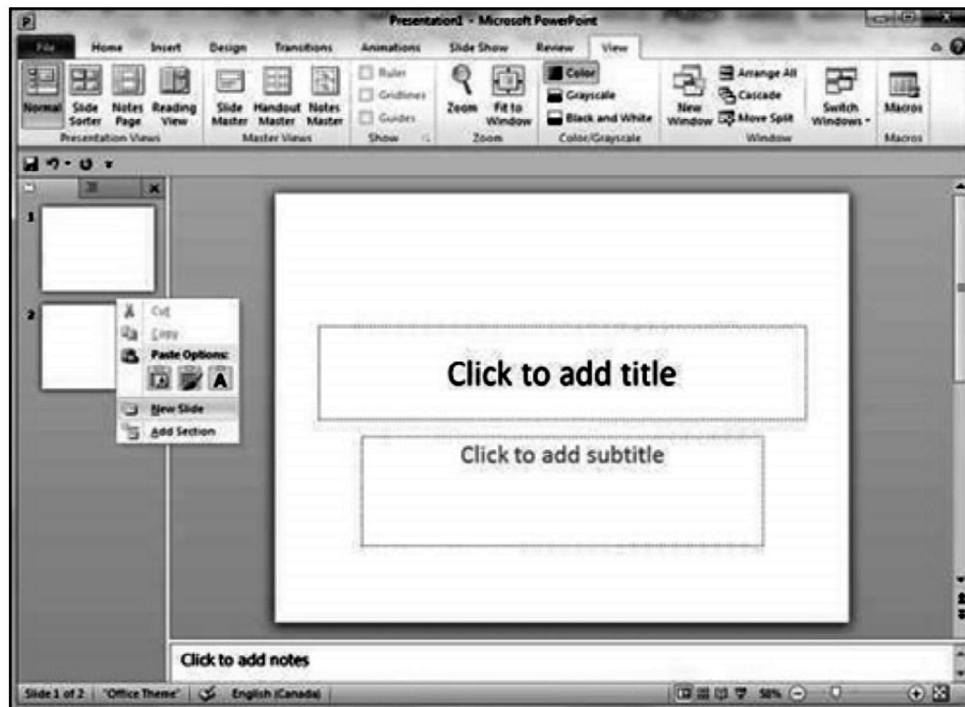 Presentation1 - Microsoft PowerPoint
File Home Insert Design Transitions Animations Slide Show Review View
Normal Slide Sorter Notes Page Reading View Slide Master Handout Master Notes Master Ruler Gridlines Guides Zoom Fit to Window Color Grayscale Black and White New Window Arrange All Cascade Move Split Switch Windows Macros
Presentation Views Master Views Show Zoom Color/Grayscale Window Macros
1
2
Cut
Copy
Paste Options:
A
New Slide
Add Section
Click to add title
Click to add subtitle
Click to add notes
Slide 1 of 2 "Office Theme" English (Canada) 58%